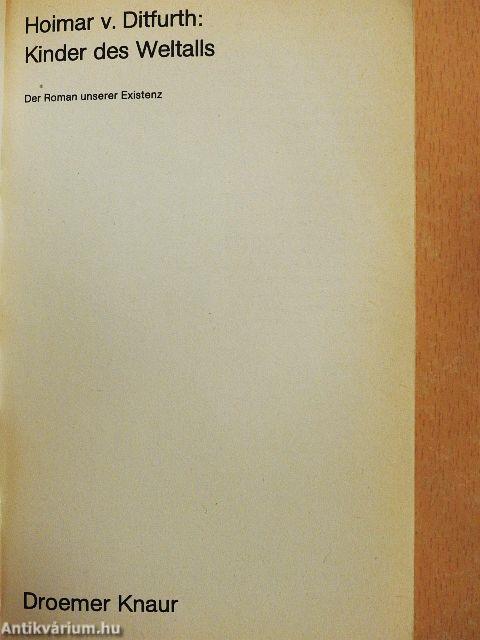 Hoimar v. Ditfurth:
Kinder des Weltalls
Der Roman unserer Existenz
Droemer Knaur
Antikvárium.hu